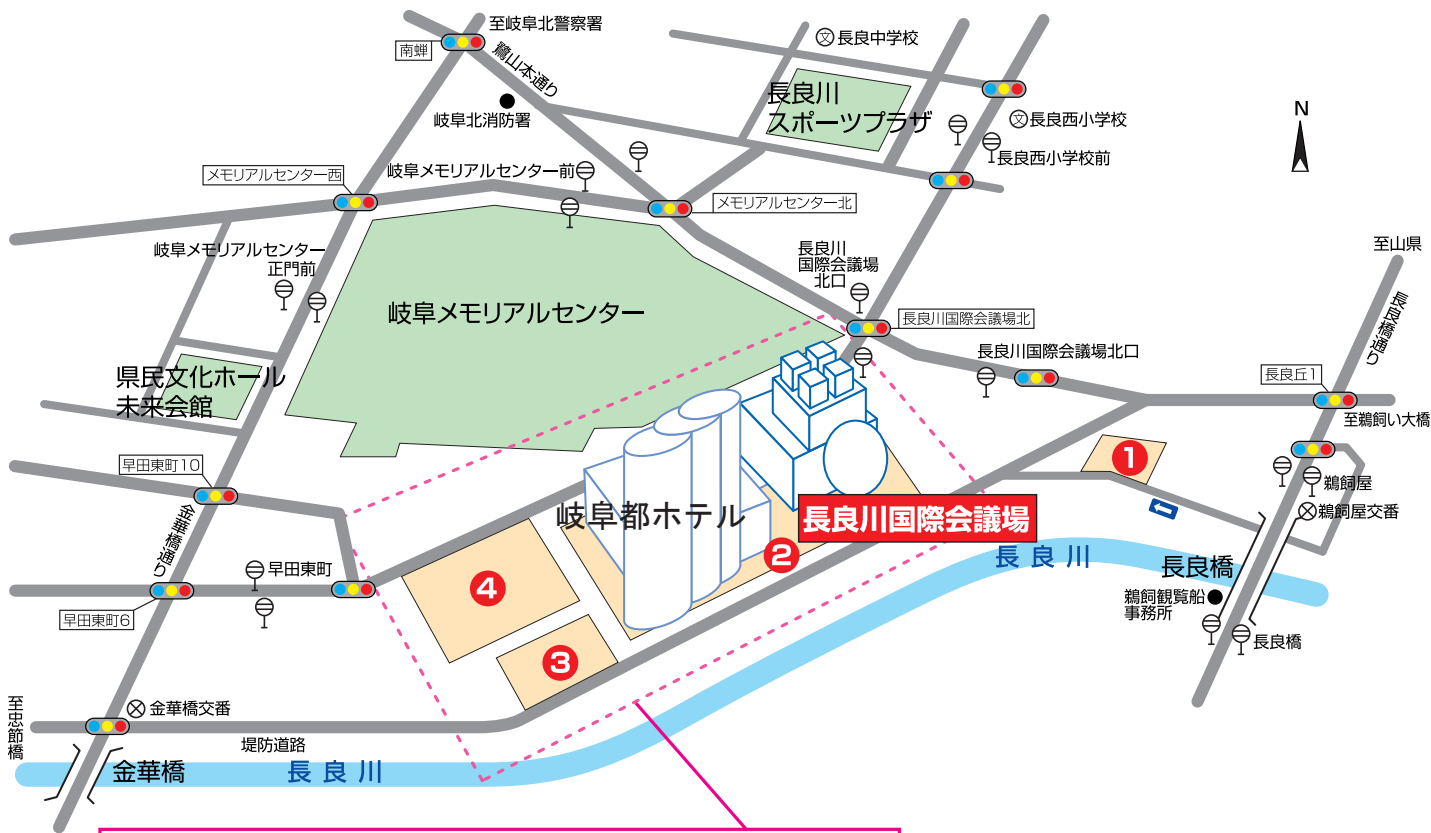 至岐阜北警察署
南蝉
鷺山本通り
長良中学校
長良川
スポーツプラザ
岐阜北消防署
長良西小学校
長良西小学校前
N
メモリアルセンター西
岐阜メモリアルセンター前
メモリアルセンター北
岐阜メモリアルセンター
正門前
長良川
国際会議場
北口
至山県
長良橋通り
岐阜メモリアルセンター
長良川国際会議場北
長良川国際会議場北口
県民文化ホール
未来会館
長良丘1
至鵜飼い大橋
早田東町10
1
鵜飼屋
鵜飼屋交番
岐阜都ホテル
長良川国際会議場
金華橋通り
2
長良川
長良橋
早田東町
4
鵜飼観覧船
事務所
早田東町6
3
長良橋
至忠節橋
金華橋交番
堤防道路
金華橋
長良川
文
文